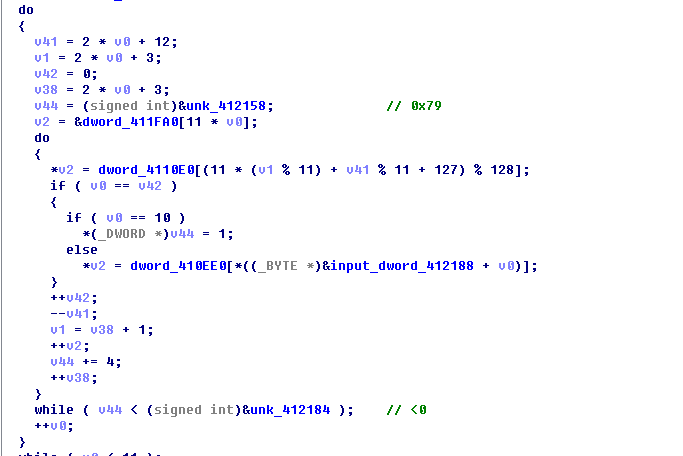 do
{
v41 = 2 * v0 + 12;
v1 = 2 * v0 + 3;
v42 = 0;
v38 = 2 * v0 + 3;
v44 = (signed int)&unk_412158; // 0x79
v2 = &dword_411FA0[11 * v0];
do
{
*v2 = dword_4110E0[(11 * (v1 % 11) + v41 % 11 + 127) % 128];
if ( v0 == v42 )
{
if ( v0 == 10 )
*(_DWORD *)v44 = 1;
else
*v2 = dword_410EE0[*((_BYTE *)&input_dword_412188 + v0)];
}
++v42;
--v41;
v1 = v38 + 1;
++v2;
v44 += 4;
++v38;
}
while ( v44 < (signed int)&unk_412184 ); // <0
++v0;
}